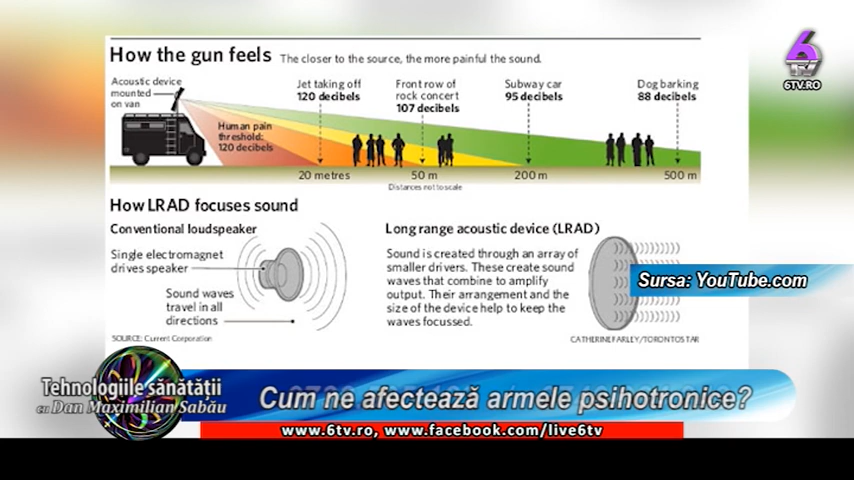 6
TV
6TV.RO
How the gun feels The closer to the source, the more painful the sound.
Acoustic device
mounted
on van
Jet taking off
120 decibels
Front row of
rock concert
107 decibels
Subway car
95 decibels
Dog barking
88 decibels
Human pain
threshold:
120 decibels
20 metres
50 m
200 m
500 m
Distances not to scale
How LRAD focuses sound
Conventional loudspeaker
Single electromagnet
drives speaker
Sound waves
travel in all
directions
SOURCE: Current Corporation
Long range acoustic device (LRAD)
Sound is created through an array of
smaller drivers. These create sound
waves that combine to amplify
output. Their arrangement and the
size of the device help to keep the
waves focussed.
CATHERINE FARLEY/TORONTO STAR
Sursa: YouTube.com
Tehnologiile sănătății
cu Dan Maximilian Sabău
Cum ne afectează armele psihotronice?
www.6tv.ro, www.facebook.com/live6tv